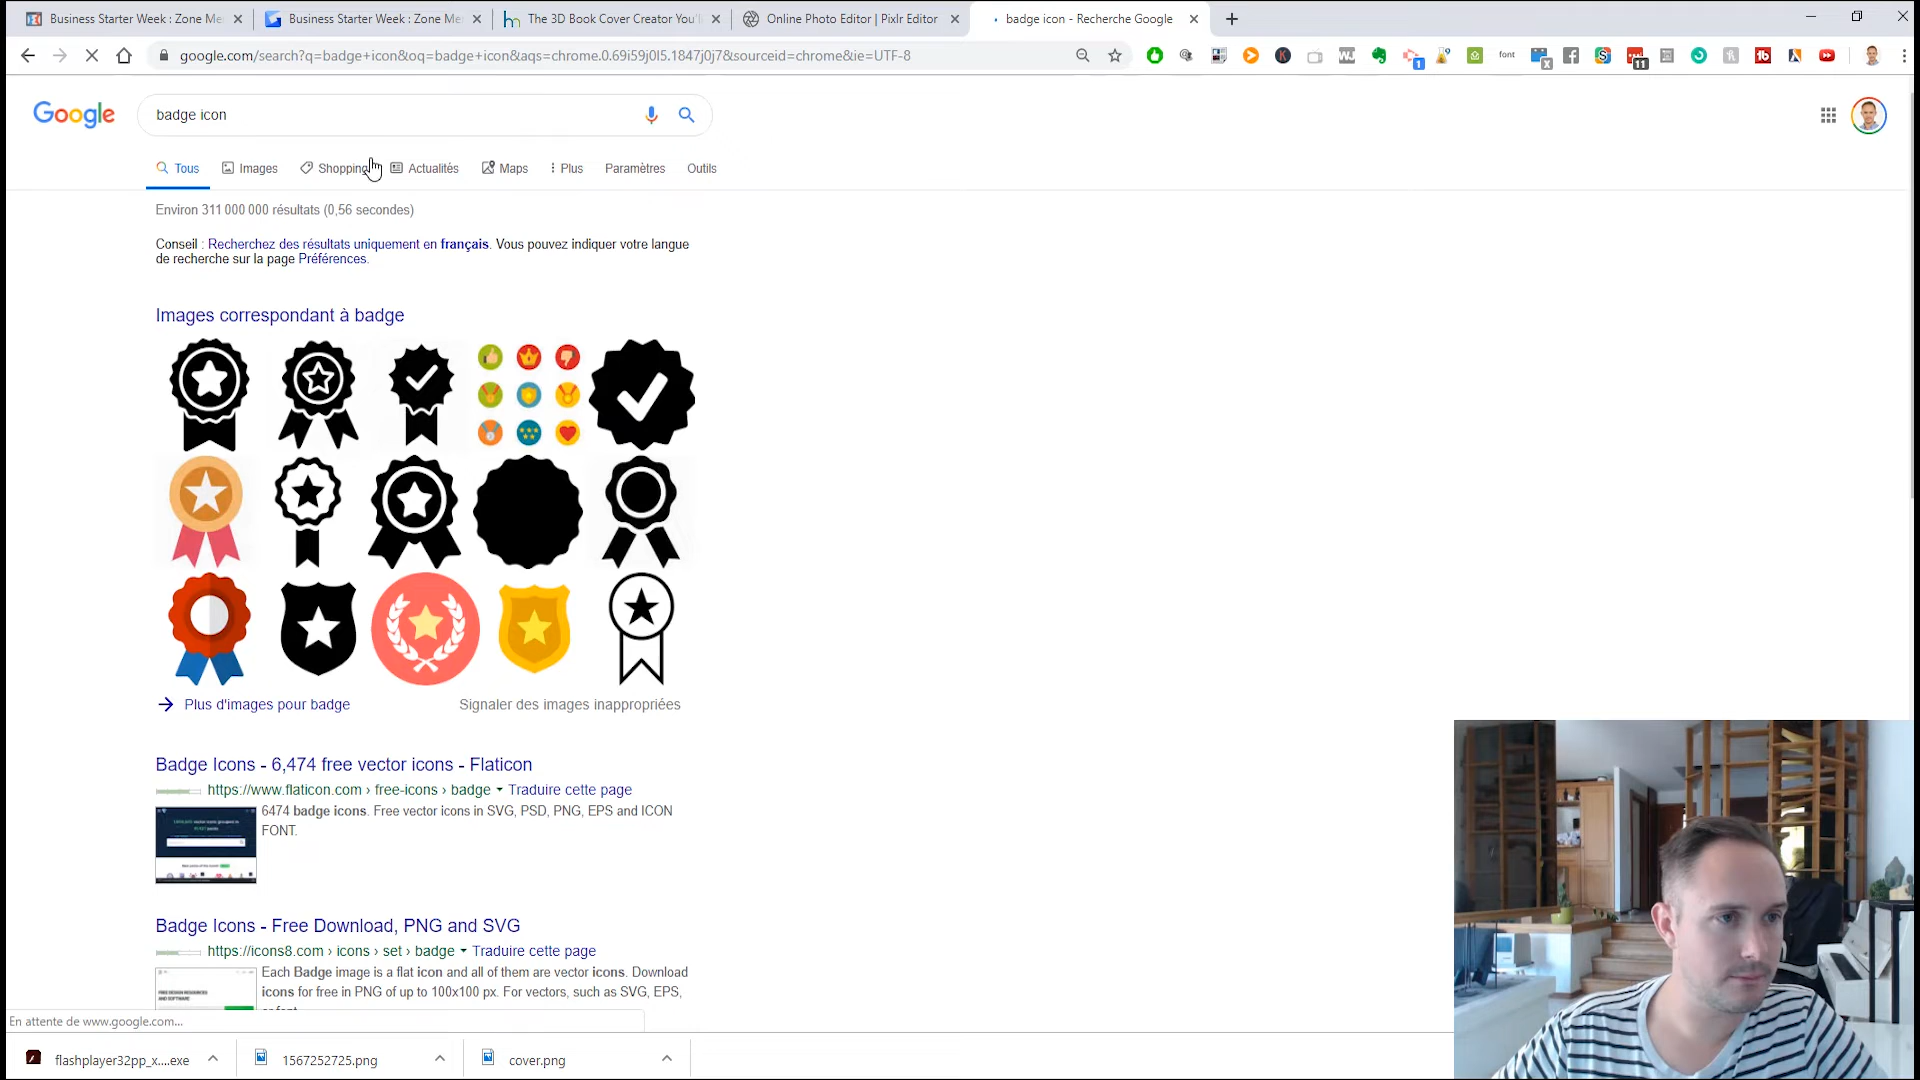 Business Starter Week : Zone Me
Business Starter Week : Zone Me
The 3D Book Cover Creator You'l
Online Photo Editor | Pixlr Editor
badge icon - Recherche Google
google.com/search?q=badge+icon&oq=badge+icon&aqs=chrome.0.69i59j0l5.1847j0j7&sourceid=chrome&ie=UTF-8
font
1
X
11
Google
badge icon
Tous
Images
Shopping
Actualités
Maps
Plus
Paramètres
Outils
Environ 311 000 000 résultats (0,56 secondes)
Conseil : Recherchez des résultats uniquement en français. Vous pouvez indiquer votre langue
de recherche sur la page Préférences.
Images correspondant à badge
Plus d'images pour badge
Signaler des images inappropriées
Badge Icons - 6,474 free vector icons - Flaticon
https://www.flaticon.com › free-icons › badge
Traduire cette page
6474 badge icons. Free vector icons in SVG, PSD, PNG, EPS and ICON
FONT.
Badge Icons - Free Download, PNG and SVG
https://icons8.com › icons › set › badge
Traduire cette page
Each Badge image is a flat icon and all of them are vector icons. Download
icons for free in PNG of up to 100x100 px. For vectors, such as SVG, EPS,
En attente de www.google.com...
flashplayer32pp_x....exe
1567252725.png
cover.png